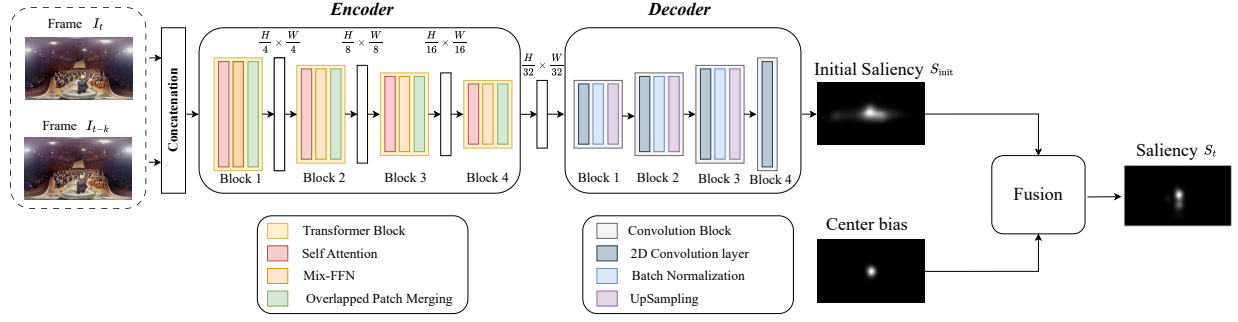 Encoder
Decoder
Frame I_t
Frame I_{t−k}
Concatenation
H/4 × W/4
H/8 × W/8
H/16 × W/16
H/32 × W/32
Block 1
Block 2
Block 3
Block 4
Block 1
Block 2
Block 3
Block 4
Initial Saliency S_init
Center bias
Fusion
Saliency S_t
Transformer Block
Self Attention
Mix-FFN
Overlapped Patch Merging
Convolution Block
2D Convolution layer
Batch Normalization
UpSampling